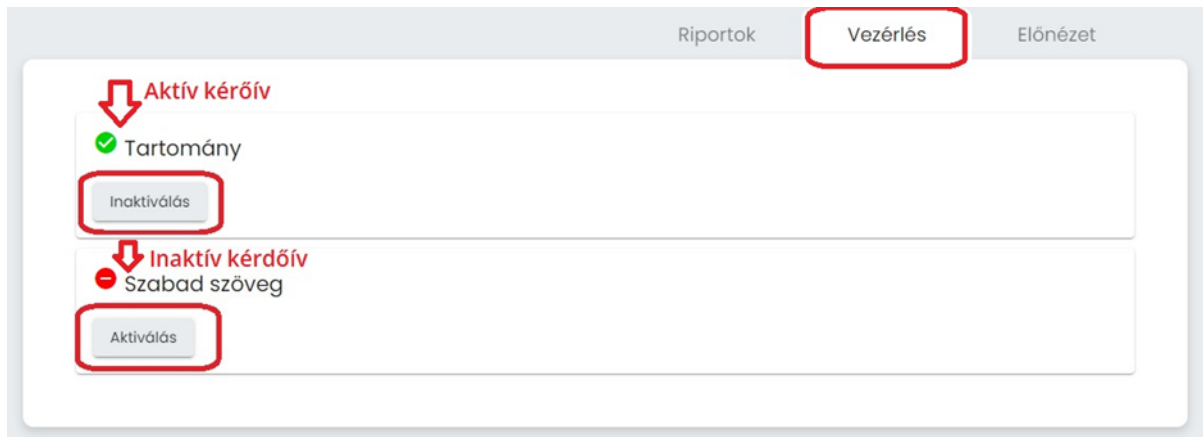 Riportok Vezérlés Előnézet
Aktív kérőív
Tartomány
Inaktiválás
Inaktív kérdőív
Szabad szöveg
Aktiválás